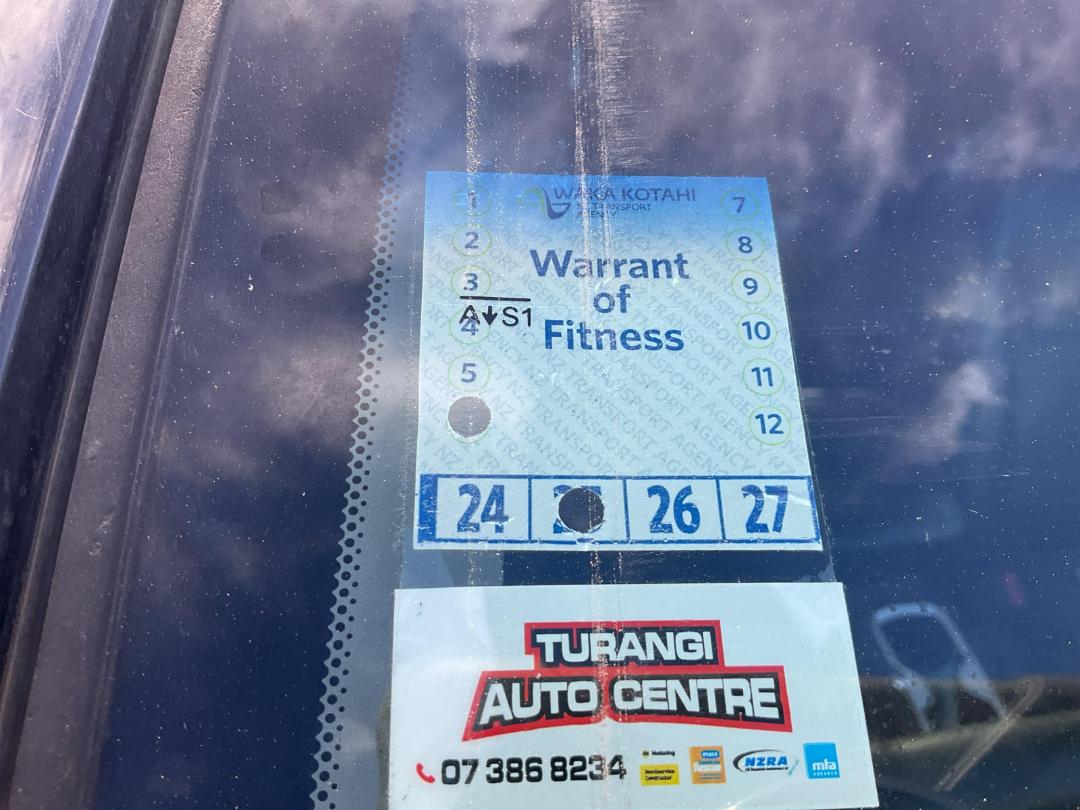 WAKA KOTAHI
NZ TRANSPORT
AGENCY
1
2
3
A↓S1
4
5
Warrant
of
Fitness
7
8
9
10
11
12
24
26
27
TURANGI
AUTO CENTRE
07 386 8234
Motoring
NZRA
mta